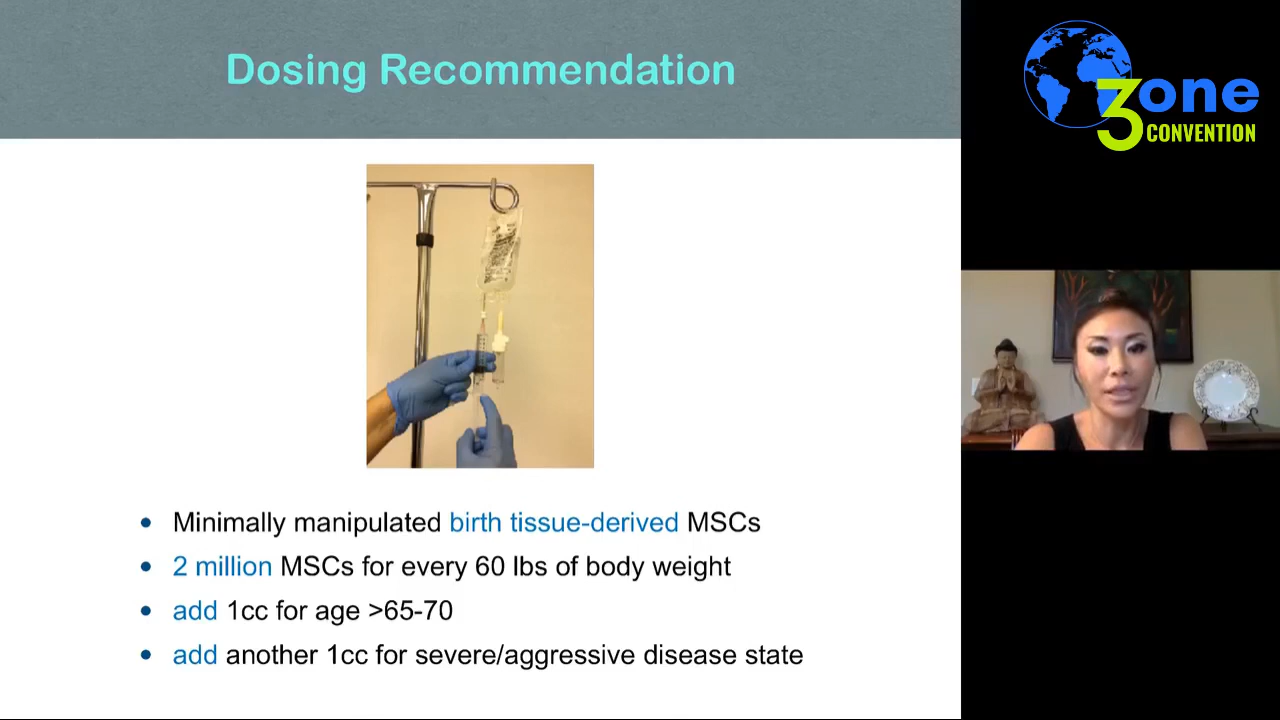 Dosing Recommendation
3one
CONVENTION
• Minimally manipulated birth tissue-derived MSCs
• 2 million MSCs for every 60 lbs of body weight
• add 1cc for age >65-70
• add another 1cc for severe/aggressive disease state